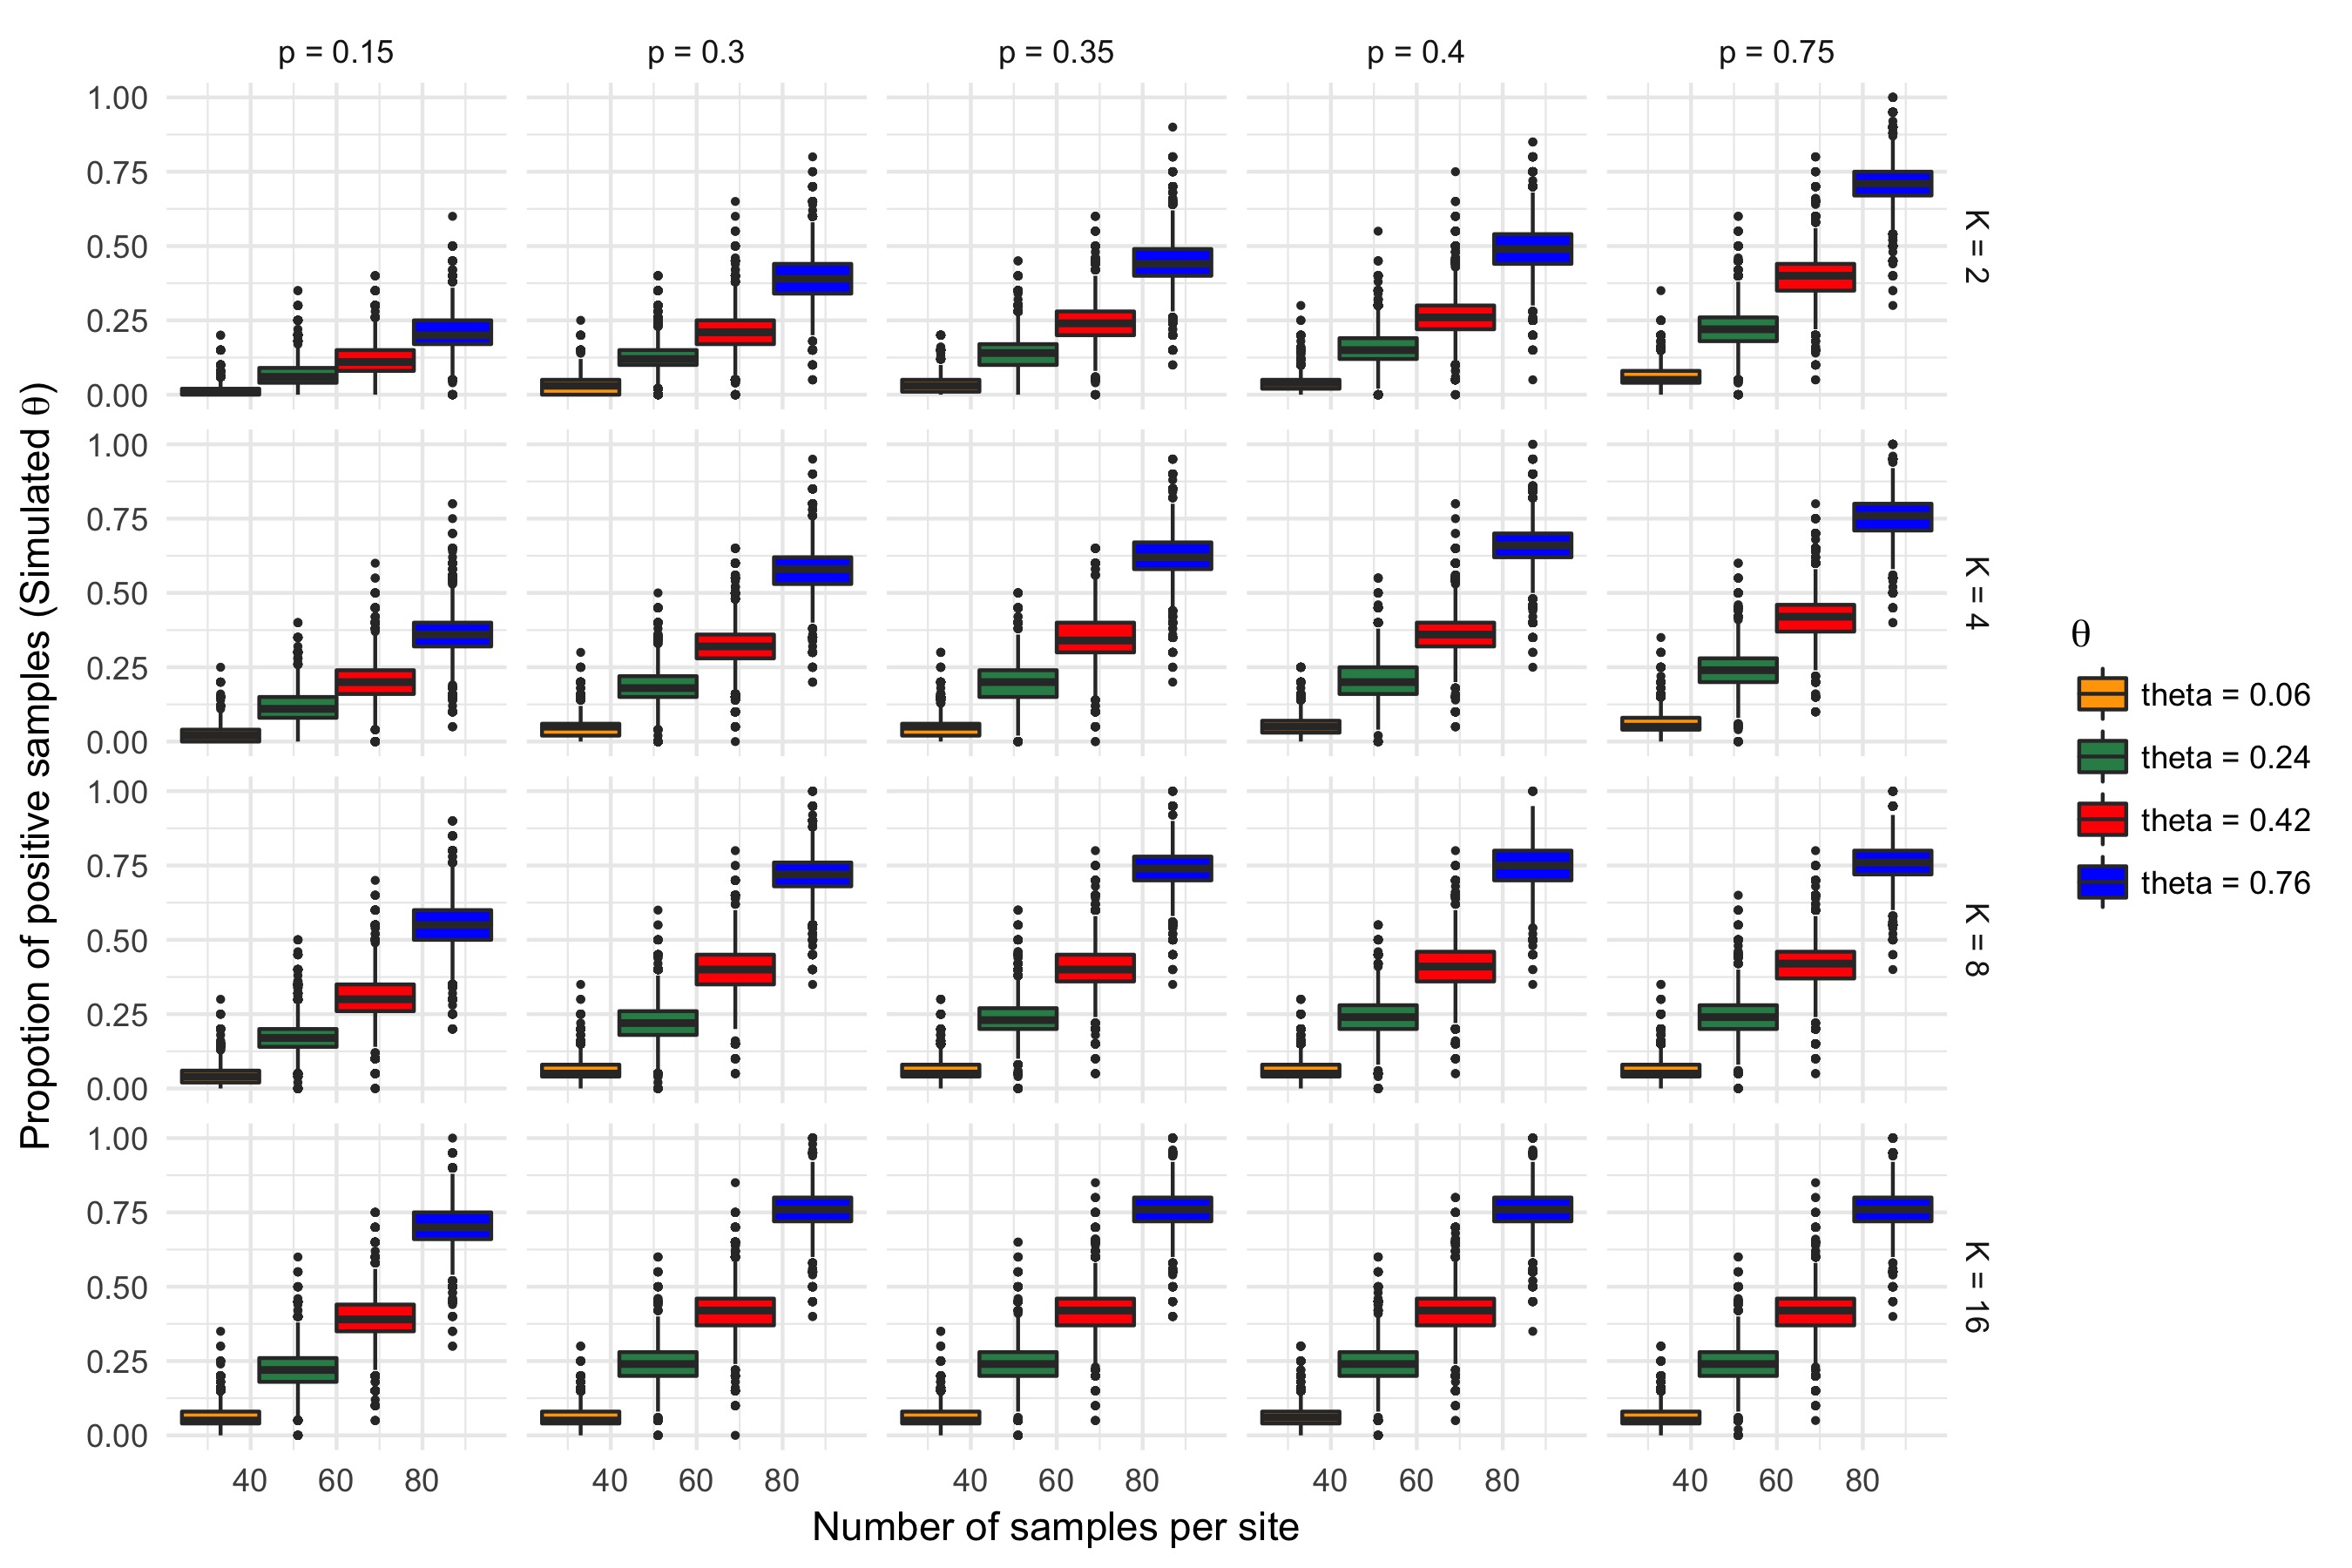 p = 0.15 p = 0.3 p = 0.35 p = 0.4 p = 0.75
1.00
0.75
0.50
0.25
0.00
K = 2
1.00
0.75
0.50
0.25
0.00
K = 4
1.00
0.75
0.50
0.25
0.00
K = 8
1.00
0.75
0.50
0.25
0.00
K = 16
40 60 80 40 60 80 40 60 80 40 60 80 40 60 80
Number of samples per site
Propotion of positive samples (Simulated θ)
θ
theta = 0.06
theta = 0.24
theta = 0.42
theta = 0.76